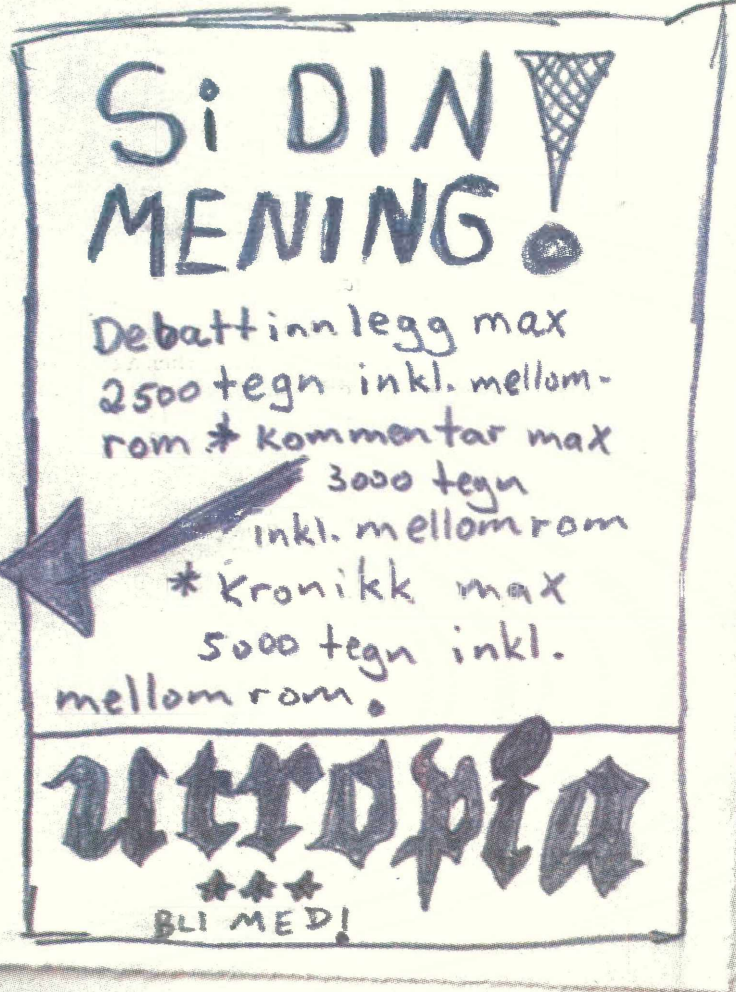 Si DIN
MENING!
Debattinnlegg max
2500 tegn inkl. mellom-
rom * kommentar max
3000 tegn
inkl. mellomrom
* Kronikk max
5000 tegn inkl.
mellomrom.
utropia
BLI MED!